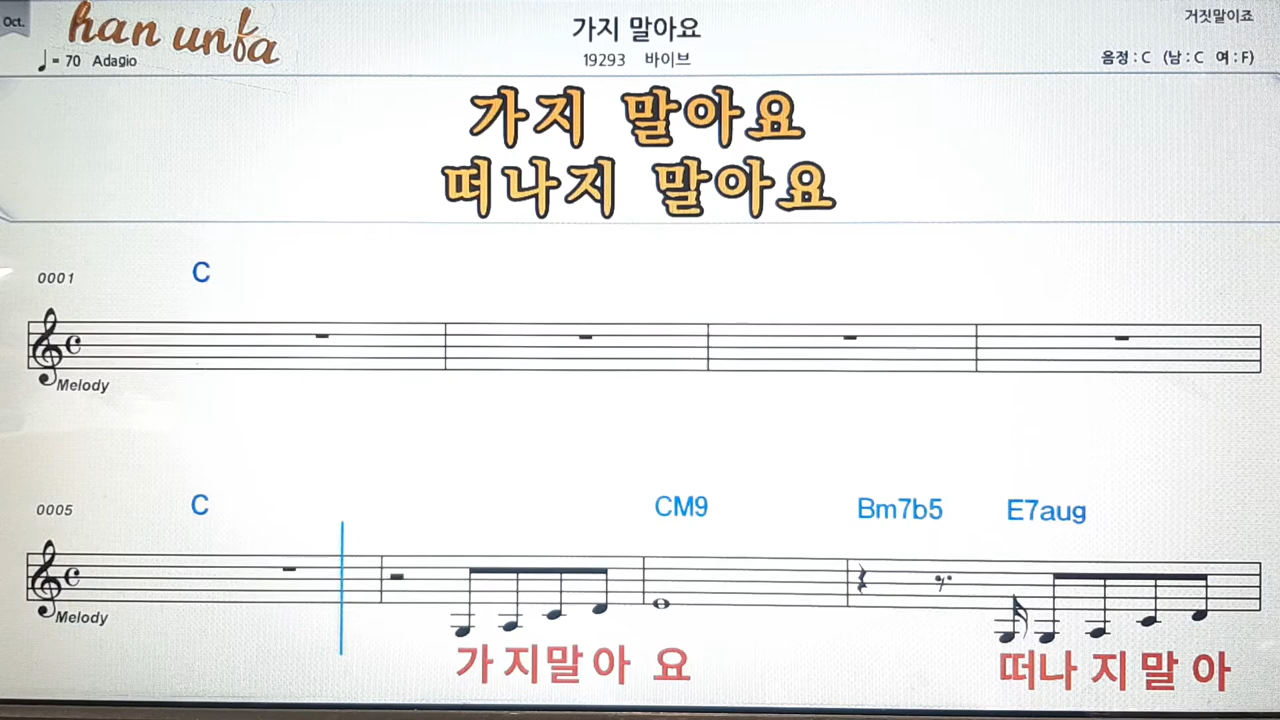 Oct.
han unfa
가지 말아요
거짓말이죠
♩= 70 Adagio
19293 바이브
음정 : C (남 : C 여 : F)
가지 말아요
떠나지 말아요
0001 C
Melody
0005 C CM9 Bm7b5 E7aug
Melody
가 지말 아 요 떠나 지 말 아